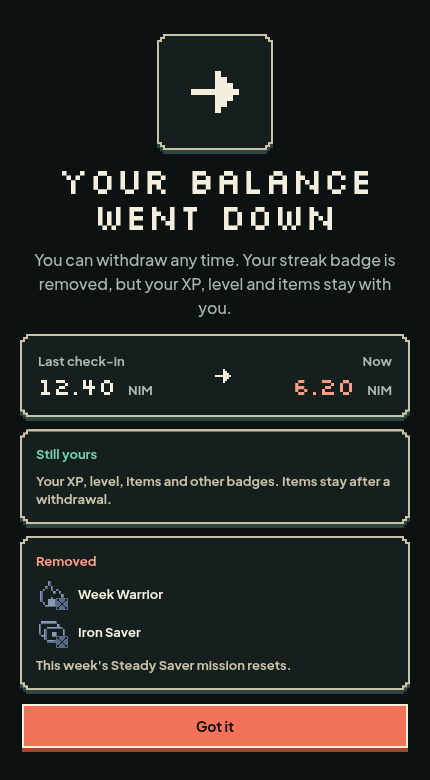 YOUR BALANCE
WENT DOWN
You can withdraw any time. Your streak badge is
removed, but your XP, level and items stay with
you.
Last check-in
Now
12.40 NIM
6.20 NIM
Still yours
Your XP, level, items and other badges. Items stay after a
withdrawal.
Removed
Week Warrior
Iron Saver
This week's Steady Saver mission resets.
Got it